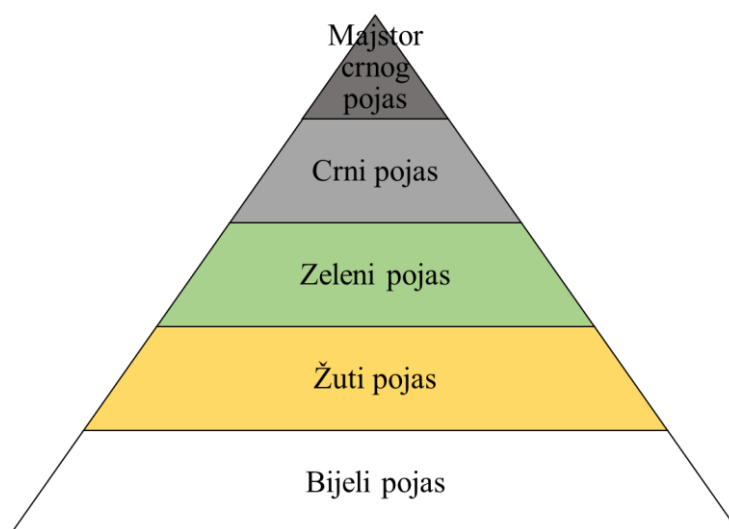 Majstor
crnog
pojas
Crni pojas
Zeleni pojas
Žuti pojas
Bijeli pojas